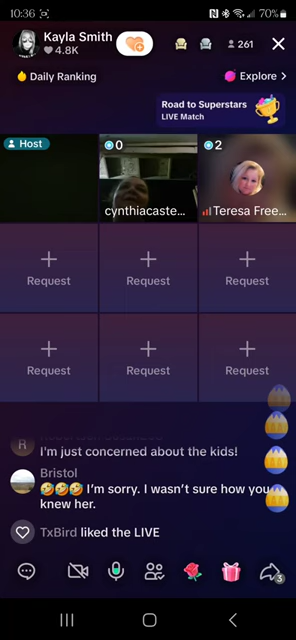 10:36
70%
Kayla Smith
4.8K
261
Daily Ranking
Explore >
Road to Superstars
LIVE Match
Host
0
cynthiacaste...
2
Teresa Free...
Request
Request
Request
Request
Request
Request
R
I'm just concerned about the kids!
Bristol
🤣🤣🤣 I'm sorry. I wasn't sure how you
knew her.
TxBird liked the LIVE
3